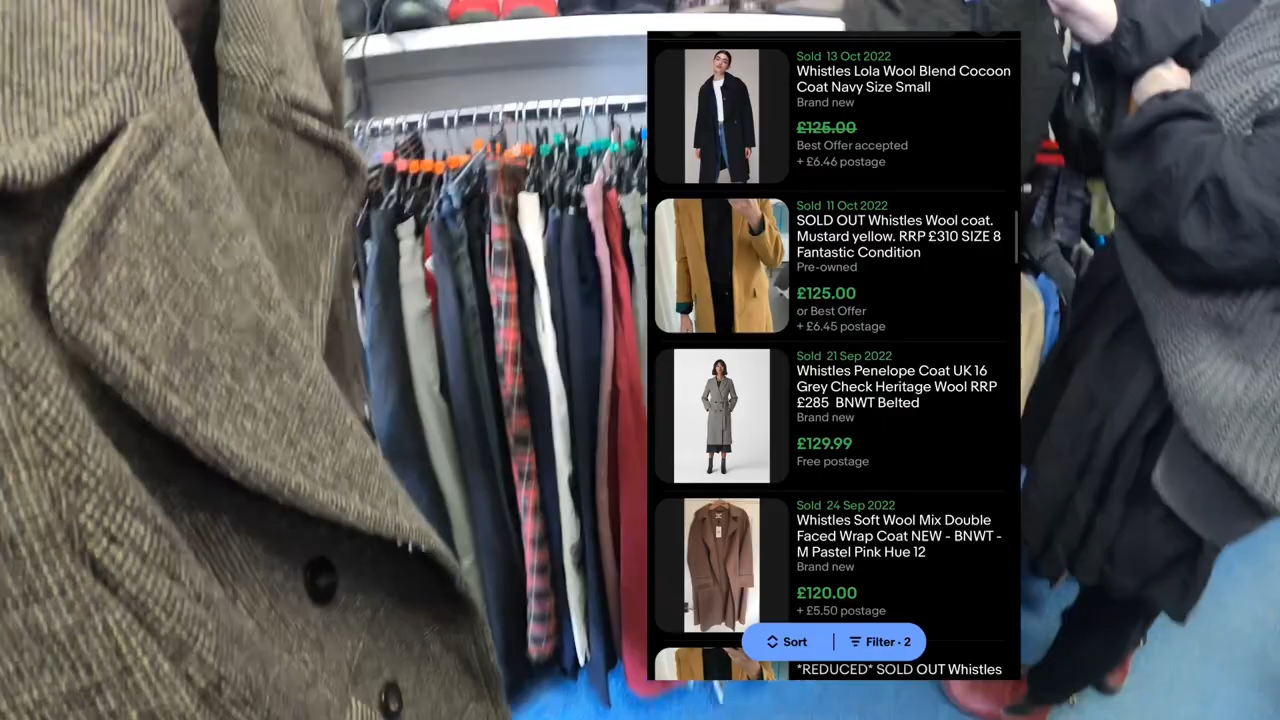 Sold 13 Oct 2022
Whistles Lola Wool Blend Cocoon
Coat Navy Size Small
Brand new
£125.00
Best Offer accepted
+ £6.46 postage
Sold 11 Oct 2022
SOLD OUT Whistles Wool coat.
Mustard yellow. RRP £310 SIZE 8
Fantastic Condition
Pre-owned
£125.00
or Best Offer
+ £6.45 postage
Sold 21 Sep 2022
Whistles Penelope Coat UK 16
Grey Check Heritage Wool RRP
£285 BNWT Belted
Brand new
£129.99
Free postage
Sold 24 Sep 2022
Whistles Soft Wool Mix Double
Faced Wrap Coat NEW - BNWT -
M Pastel Pink Hue 12
Brand new
£120.00
+ £5.50 postage
Sort
Filter · 2
*REDUCED* SOLD OUT Whistles